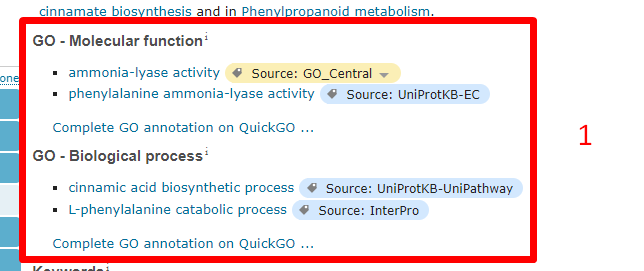 cinnamate biosynthesis and in Phenylpropanoid metabolism.
GO - Molecular function i
ammonia-lyase activity Source: GO_Central
phenylalanine ammonia-lyase activity Source: UniProtKB-EC
Complete GO annotation on QuickGO ...
1
GO - Biological process i
cinnamic acid biosynthetic process Source: UniProtKB-UniPathway
L-phenylalanine catabolic process Source: InterPro
Complete GO annotation on QuickGO ...